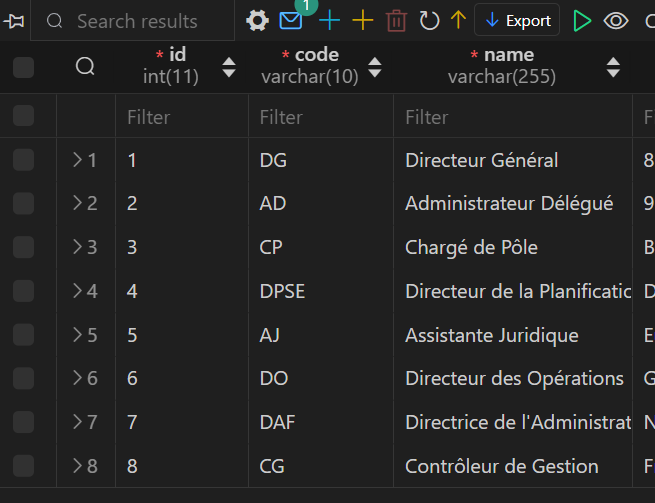 Search results 1 Export
* id * code * name
int(11) varchar(10) varchar(255)
Filter Filter Filter F
1 1 DG Directeur Général 8
2 2 AD Administrateur Délégué 9
3 3 CP Chargé de Pôle B
4 4 DPSE Directeur de la Planificatic D
5 5 AJ Assistante Juridique E
6 6 DO Directeur des Opérations G
7 7 DAF Directrice de l'Administrat N
8 8 CG Contrôleur de Gestion F